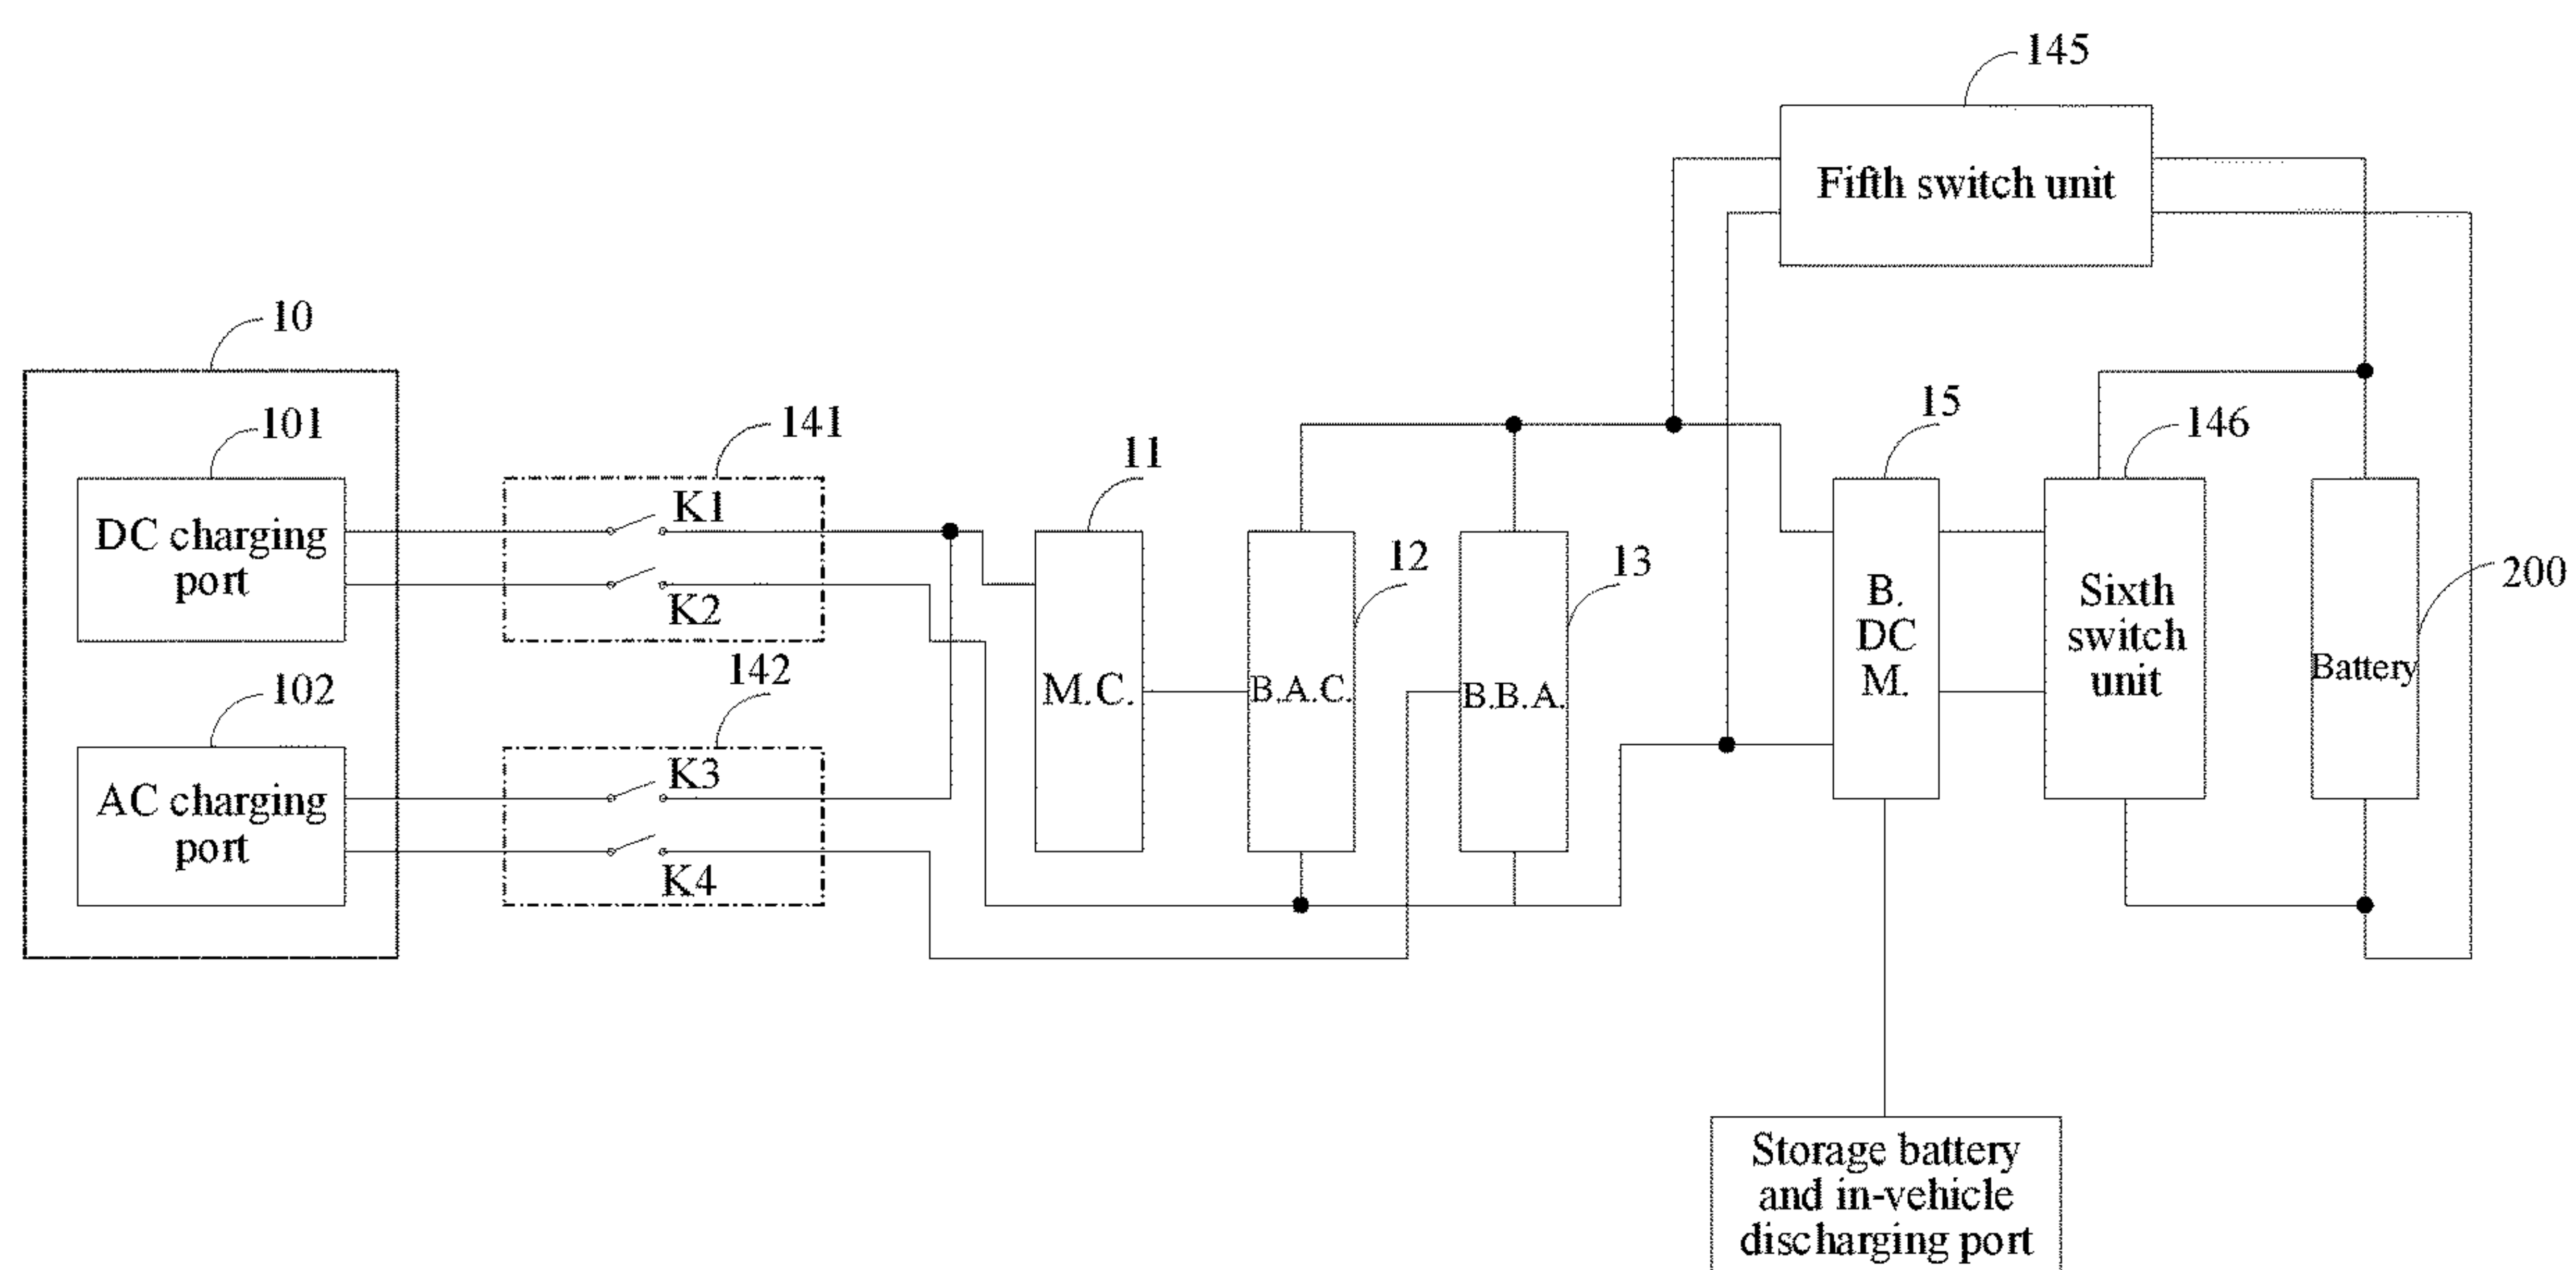 145
Fifth switch unit
10
101
DC charging
port
141
K1
K2
11
M.C.
12
B.A.C.
13
B.B.A.
15
B.
DC
M.
146
Sixth
switch
unit
200
Battery
102
AC charging
port
142
K3
K4
Storage battery
and in-vehicle
discharging port